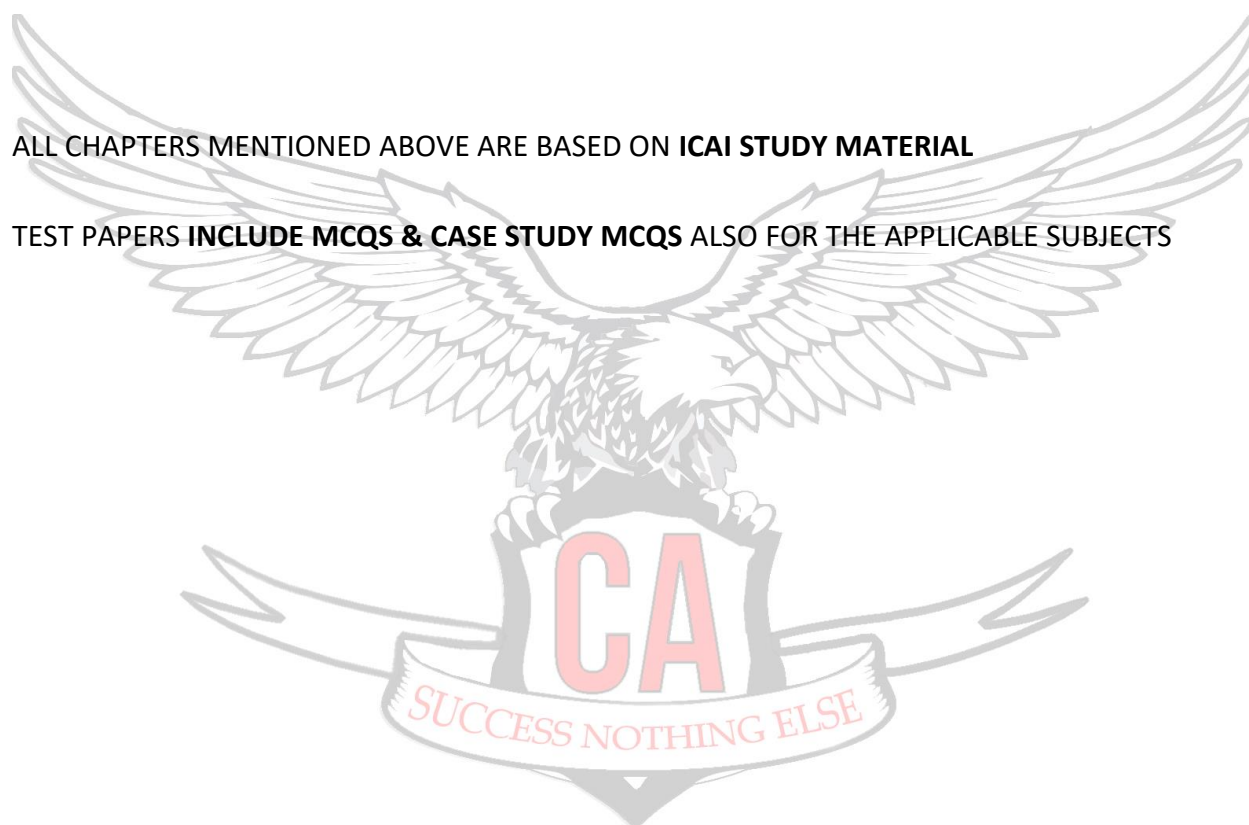 ALL CHAPTERS MENTIONED ABOVE ARE BASED ON ICAI STUDY MATERIAL
TEST PAPERS INCLUDE MCQS & CASE STUDY MCQS ALSO FOR THE APPLICABLE SUBJECTS
CA
SUCCESS NOTHING ELSE